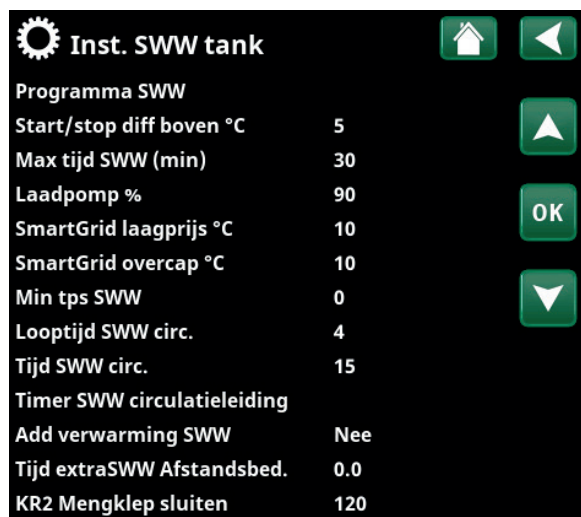 Inst. SWW tank
Programma SWW
Start/stop diff boven °C 5
Max tijd SWW (min) 30
Laadpomp % 90
SmartGrid laagprijs °C 10
SmartGrid overcap °C 10
OK
Min tps SWW 0
Looptijd SWW circ. 4
Tijd SWW circ. 15
Timer SWW circulatieleiding
Add verwarming SWW Nee
Tijd extraSWW Afstandsbed. 0.0
KR2 Mengklep sluiten 120